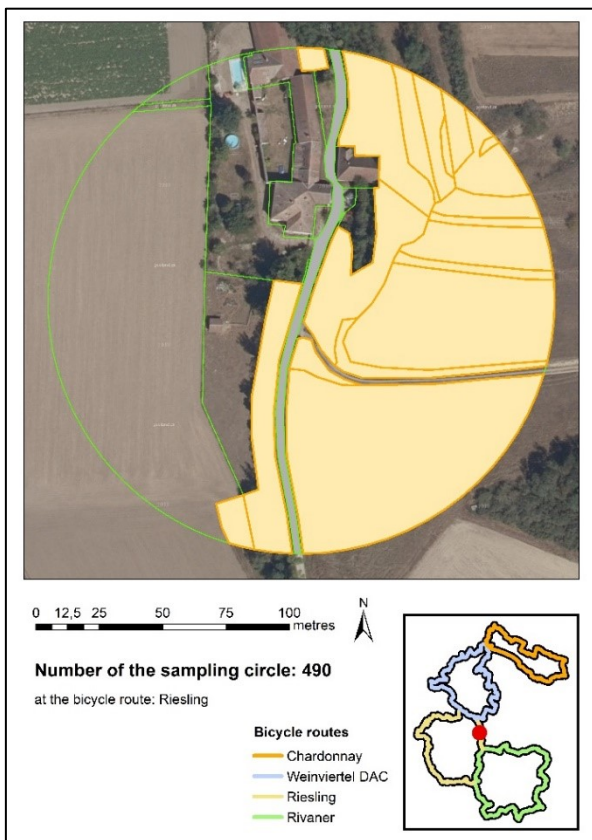 0 12,5 25 50 75 100
metres
N
Number of the sampling circle: 490
at the bicycle route: Riesling
Bicycle routes
Chardonnay
Weinviertel DAC
Riesling
Rivaner